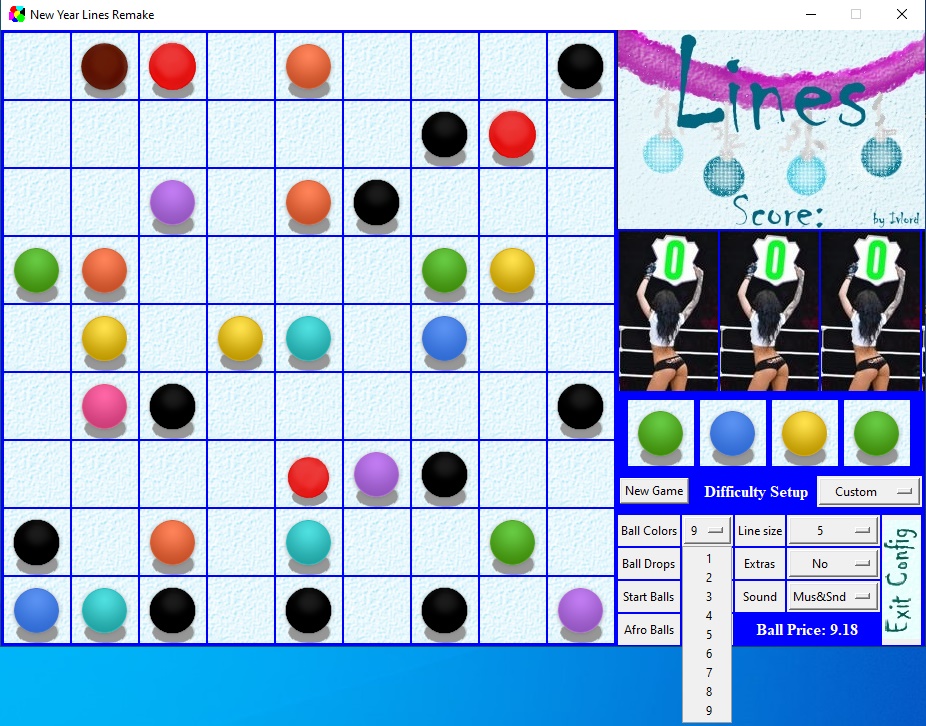 New Year Lines Remake
Lines
Score:
by Ivlord
0 0 0
New Game Difficulty Setup Custom
Ball Colors 9 Line size 5
Ball Drops Extras No
Start Balls Sound Mus&Snd
Afro Balls Ball Price: 9.18
Exit Config
1
2
3
4
5
6
7
8
9